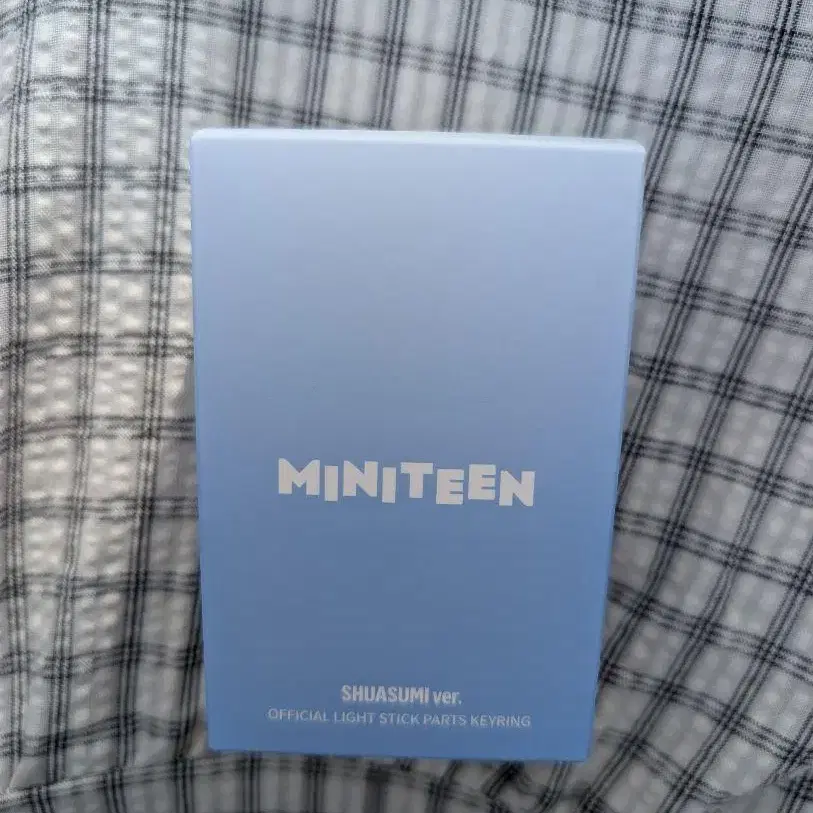 MINITEEN
SHUASUMI ver.
OFFICIAL LIGHT STICK PARTS KEYRING